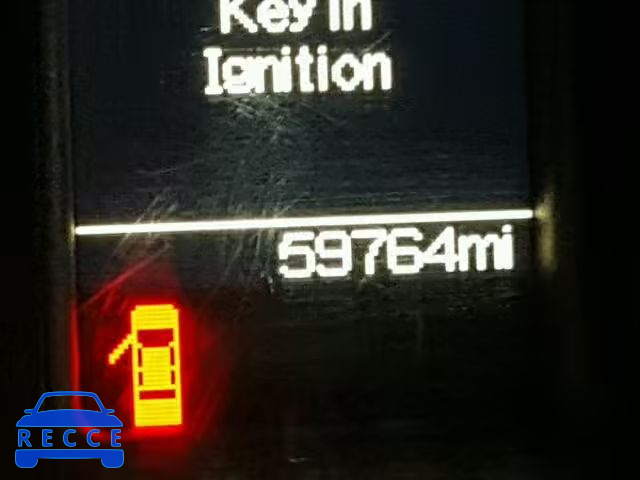 Key in
Ignition
59764mi
RECCE